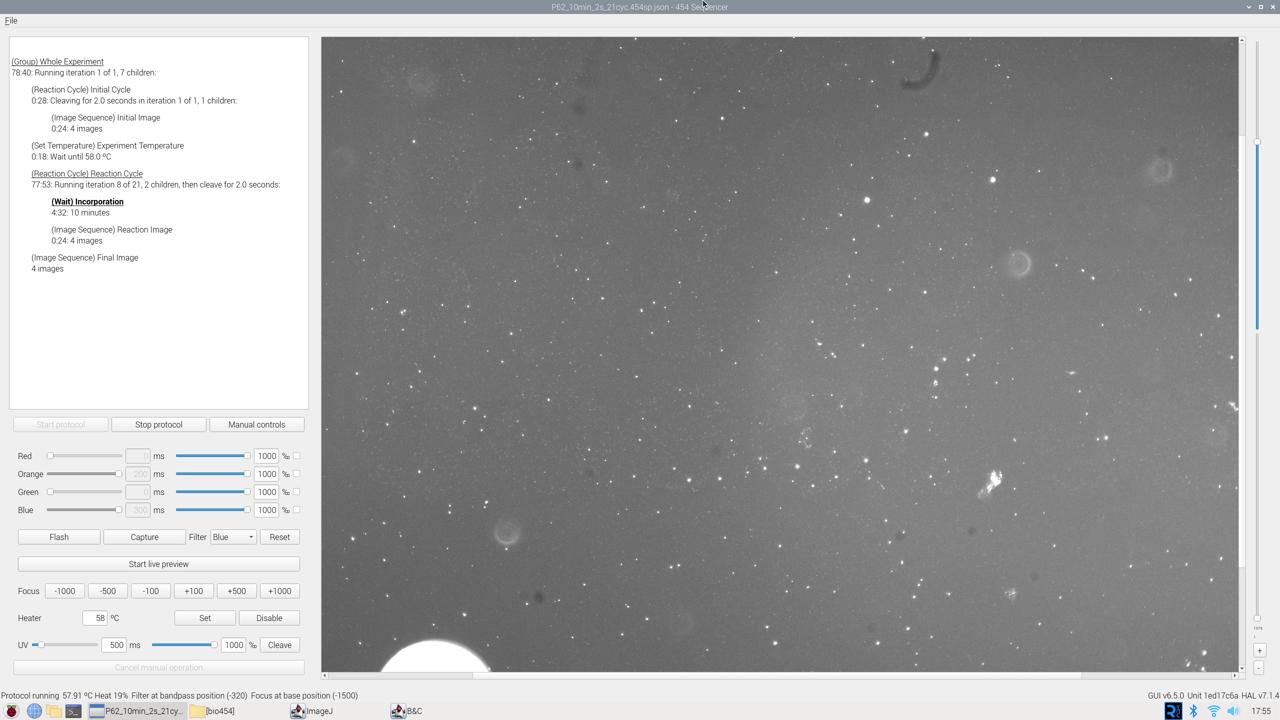 P62_10min_2s_21cyc.454sp.json - 454 Sequencer
File
(Group) Whole Experiment
78:40: Running iteration 1 of 1, 7 children:
(Reaction Cycle) Initial Cycle
0:28: Cleaving for 2.0 seconds in iteration 1 of 1, 1 children:
(Image Sequence) Initial Image
0:24: 4 images
(Set Temperature) Experiment Temperature
0:18: Wait until 58.0 ºC
(Reaction Cycle) Reaction Cycle
77:53: Running iteration 8 of 21, 2 children, then cleave for 2.0 seconds:
(Wait) Incorporation
4:32: 10 minutes
(Image Sequence) Reaction Image
0:24: 4 images
(Image Sequence) Final Image
4 images
Start protocol Stop protocol Manual controls
Red 0 ms 1000 ‰
Orange 200 ms 1000 ‰
Green 0 ms 1000 ‰
Blue 300 ms 1000 ‰
Flash Capture Filter Blue Reset
Start live preview
Focus -1000 -500 -100 +100 +500 +1000
Heater 58 ºC Set Disable
UV 500 ms 1000 ‰ Cleave
Cancel manual operation
+
-
Protocol running 57.91 ºC Heat 19% Filter at bandpass position (-320) Focus at base position (-1500) GUI v6.5.0 Unit 1ed17c6a HAL v7.1.4
P62_10min_2s_21cy... [bio454] ImageJ B&C 17:55